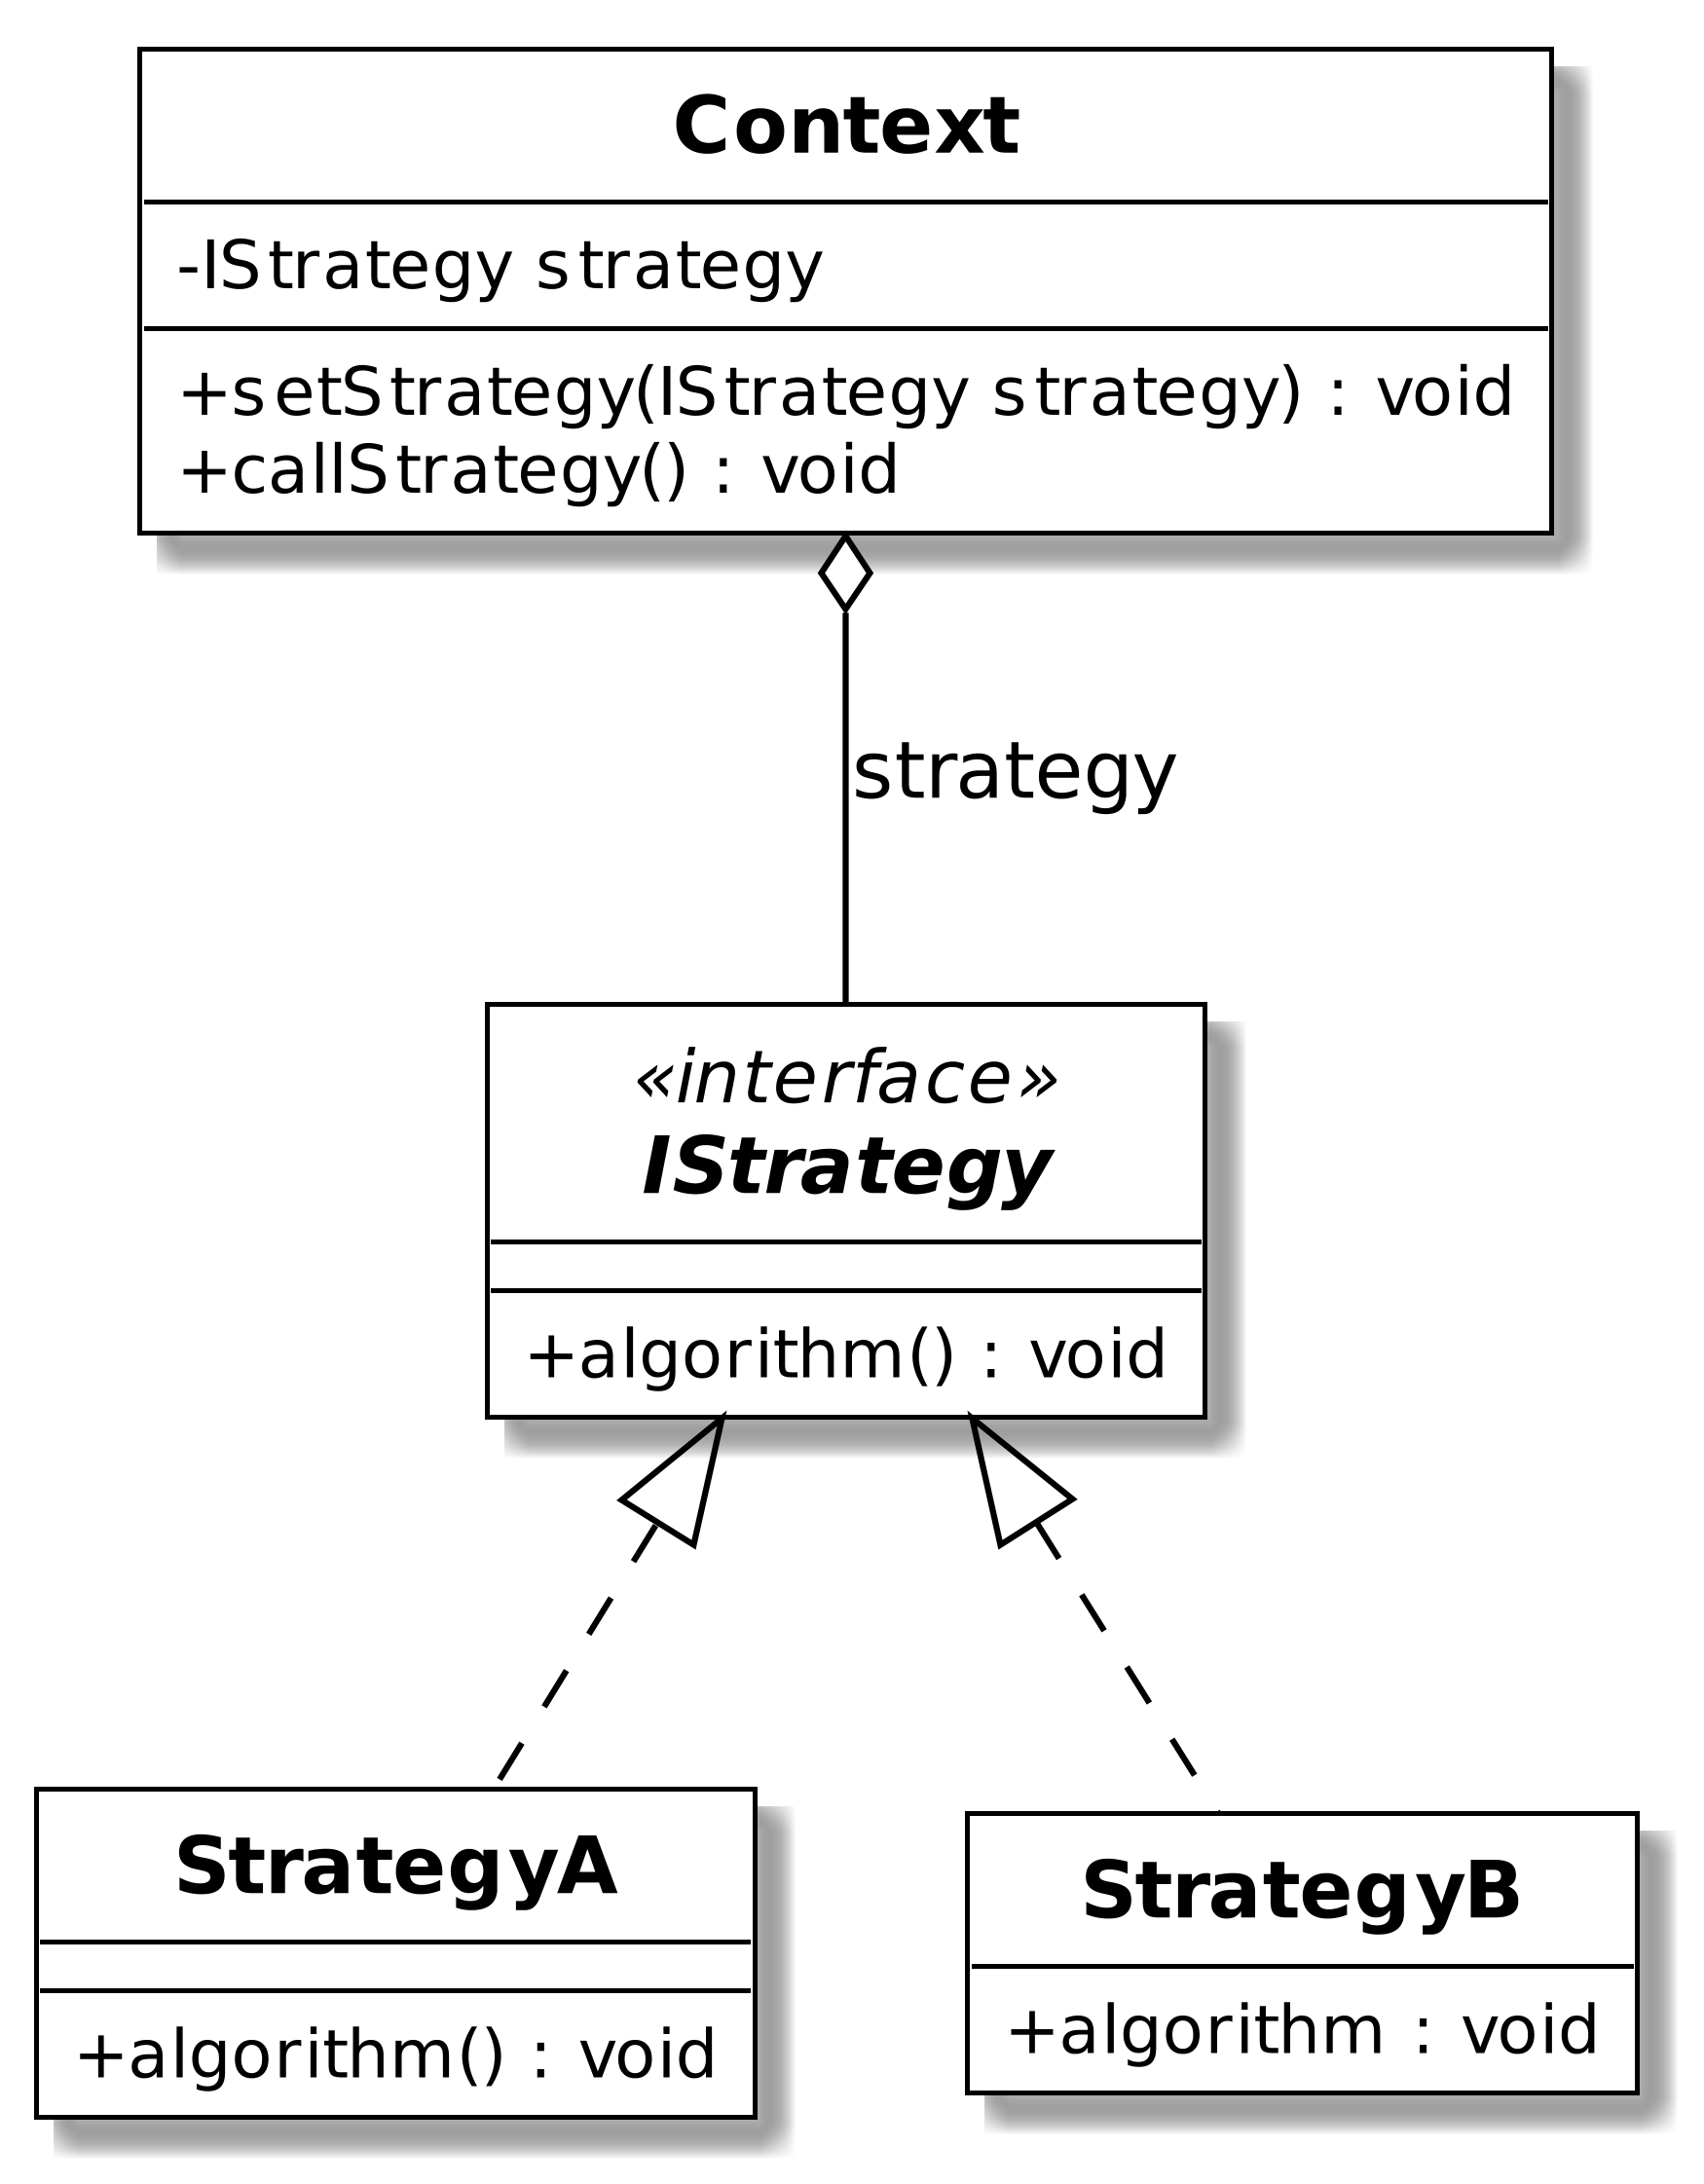 Context
-IStrategy strategy
+setStrategy(IStrategy strategy) : void
+callStrategy() : void
strategy
«interface»
IStrategy
+algorithm() : void
StrategyA
+algorithm() : void
StrategyB
+algorithm : void